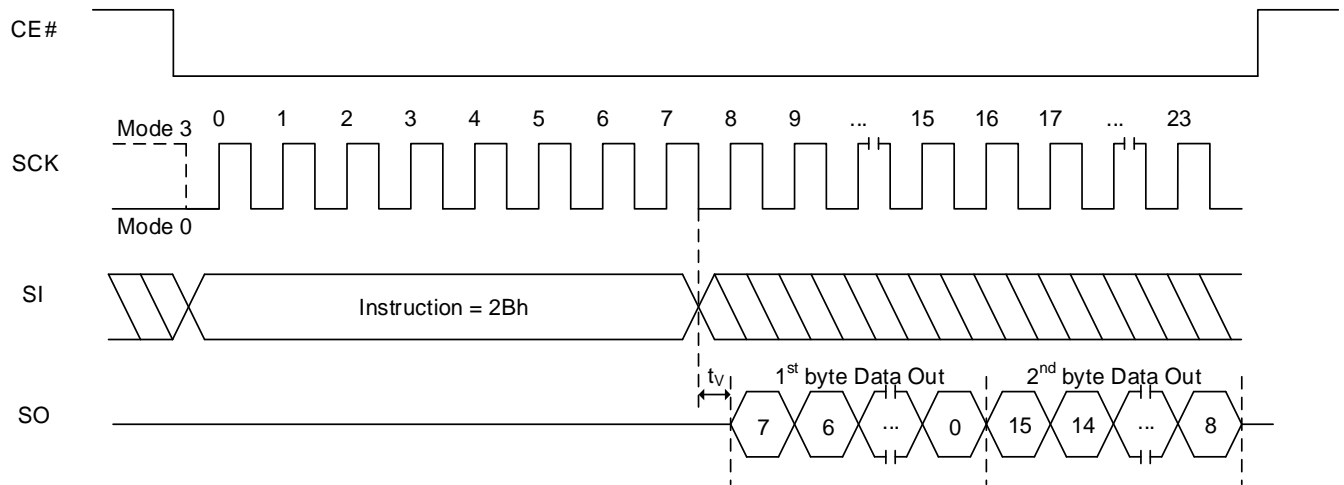 CE#
0 1 2 3 4 5 6 7 8 9 ... 15 16 17 ... 23
Mode 3
SCK
Mode 0
SI
Instruction = 2Bh
tV 1st byte Data Out 2nd byte Data Out
SO
7 6 ... 0 15 14 ... 8